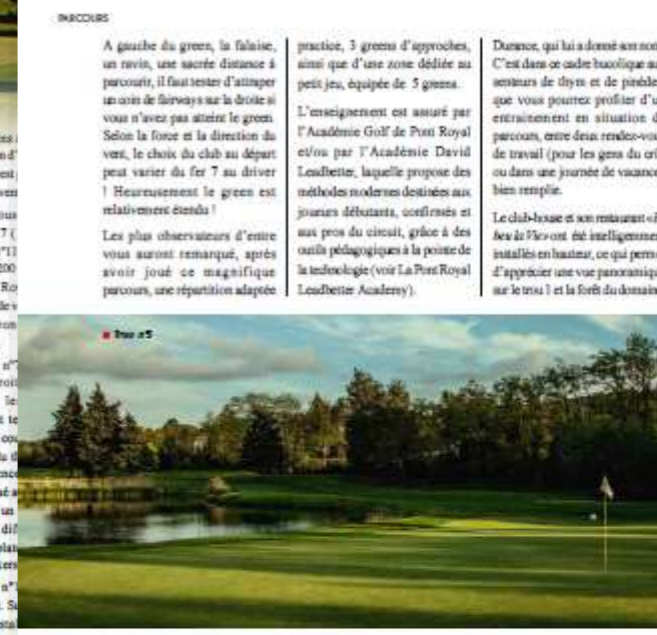 PARCOURS
A gauche du green, la falaise,
un ravin, une sacrée distance à
parcourir, il faut tester d'attraper
un coin de fairways sur la droite si
vous n'avez pas atteint le green.
Selon la force et la direction du
vent, le choix du club au départ
peut varier du fer 7 au driver
! Heureusement le green est
relativement étendu !
Les plus observateurs d'entre
vous auront remarqué, après
avoir joué ce magnifique
parcours, une répartition adaptée
practice, 3 greens d'approches,
ainsi que d'une zone dédiée au
petit jeu, équipée de 5 greens.
L'enseignement est assuré par
l'Académie Golf de Pont Royal
et/ou par l'Académie David
Leadbetter, laquelle propose des
méthodes modernes destinées aux
joueurs débutants, confirmés et
aux pros du circuit, grâce à des
outils pédagogiques à la pointe de
la technologie (voir La Pont Royal
Leadbetter Academy).
Durance, qui lui a donné son nom
C'est dans ce cadre bucolique au
senteurs de thym et de pinède
que vous pourrez profiter d'u
entrainement en situation d
parcours, entre deux rendez-vou
de travail (pour les gens du cri
ou dans une journée de vacance
bien remplie.
Le club-house et son restaurant
ont été intelligemmen
installés en hauteur, ce qui perme
d'apprécier une vue panoramiqu
sur le trou 1 et la forêt du domaine
Trou n°5